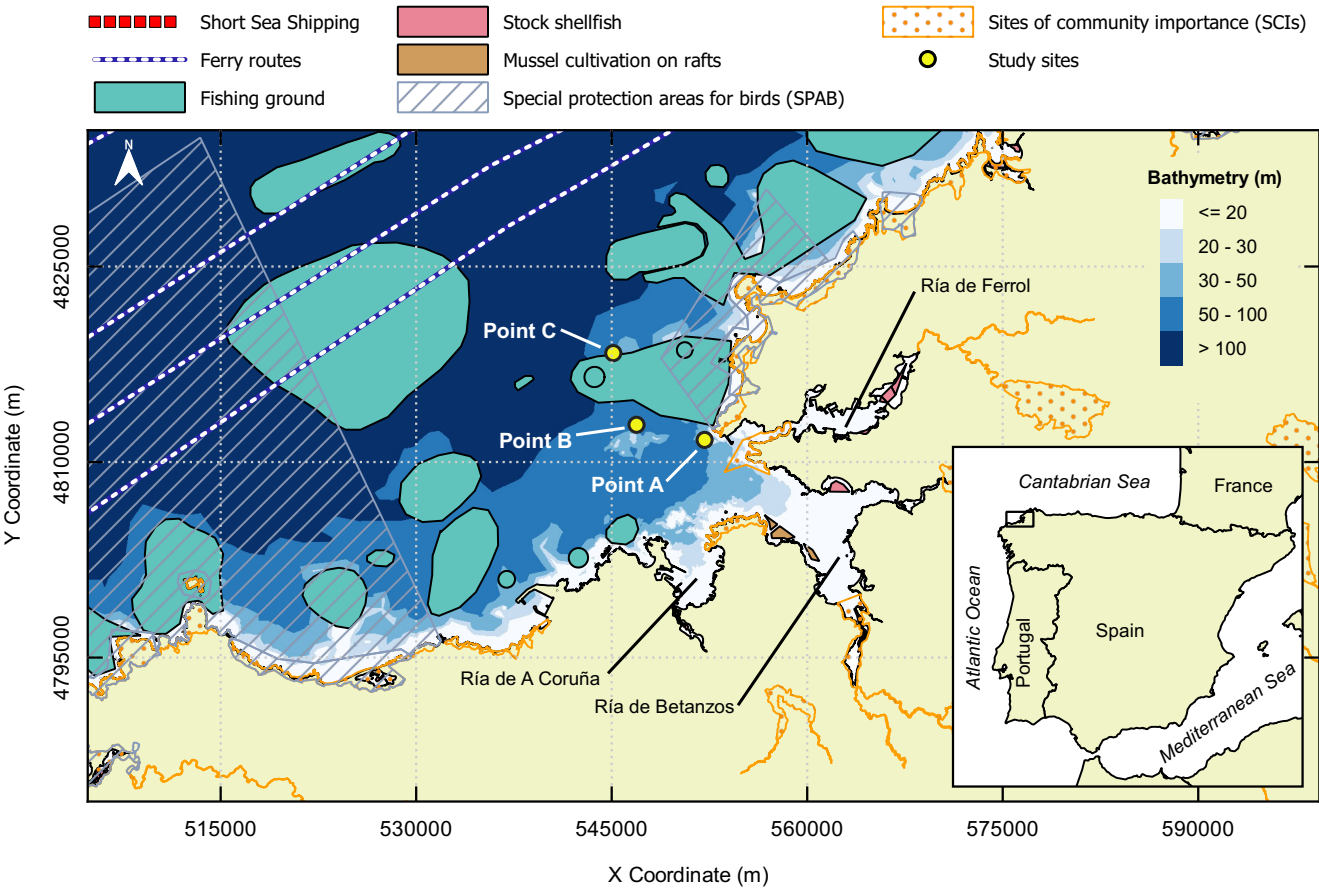 Short Sea Shipping
Stock shellfish
Sites of community importance (SCIs)
Ferry routes
Mussel cultivation on rafts
Study sites
Fishing ground
Special protection areas for birds (SPAB)
N
Bathymetry (m)
<= 20
20 - 30
30 - 50
50 - 100
> 100
4825000
4810000
4795000
Y Coordinate (m)
Ría de Ferrol
Point C
Point B
Point A
Ría de A Coruña
Ría de Betanzos
Cantabrian Sea
France
Atlantic Ocean
Portugal
Spain
Mediterranean Sea
515000
530000
545000
560000
575000
590000
X Coordinate (m)